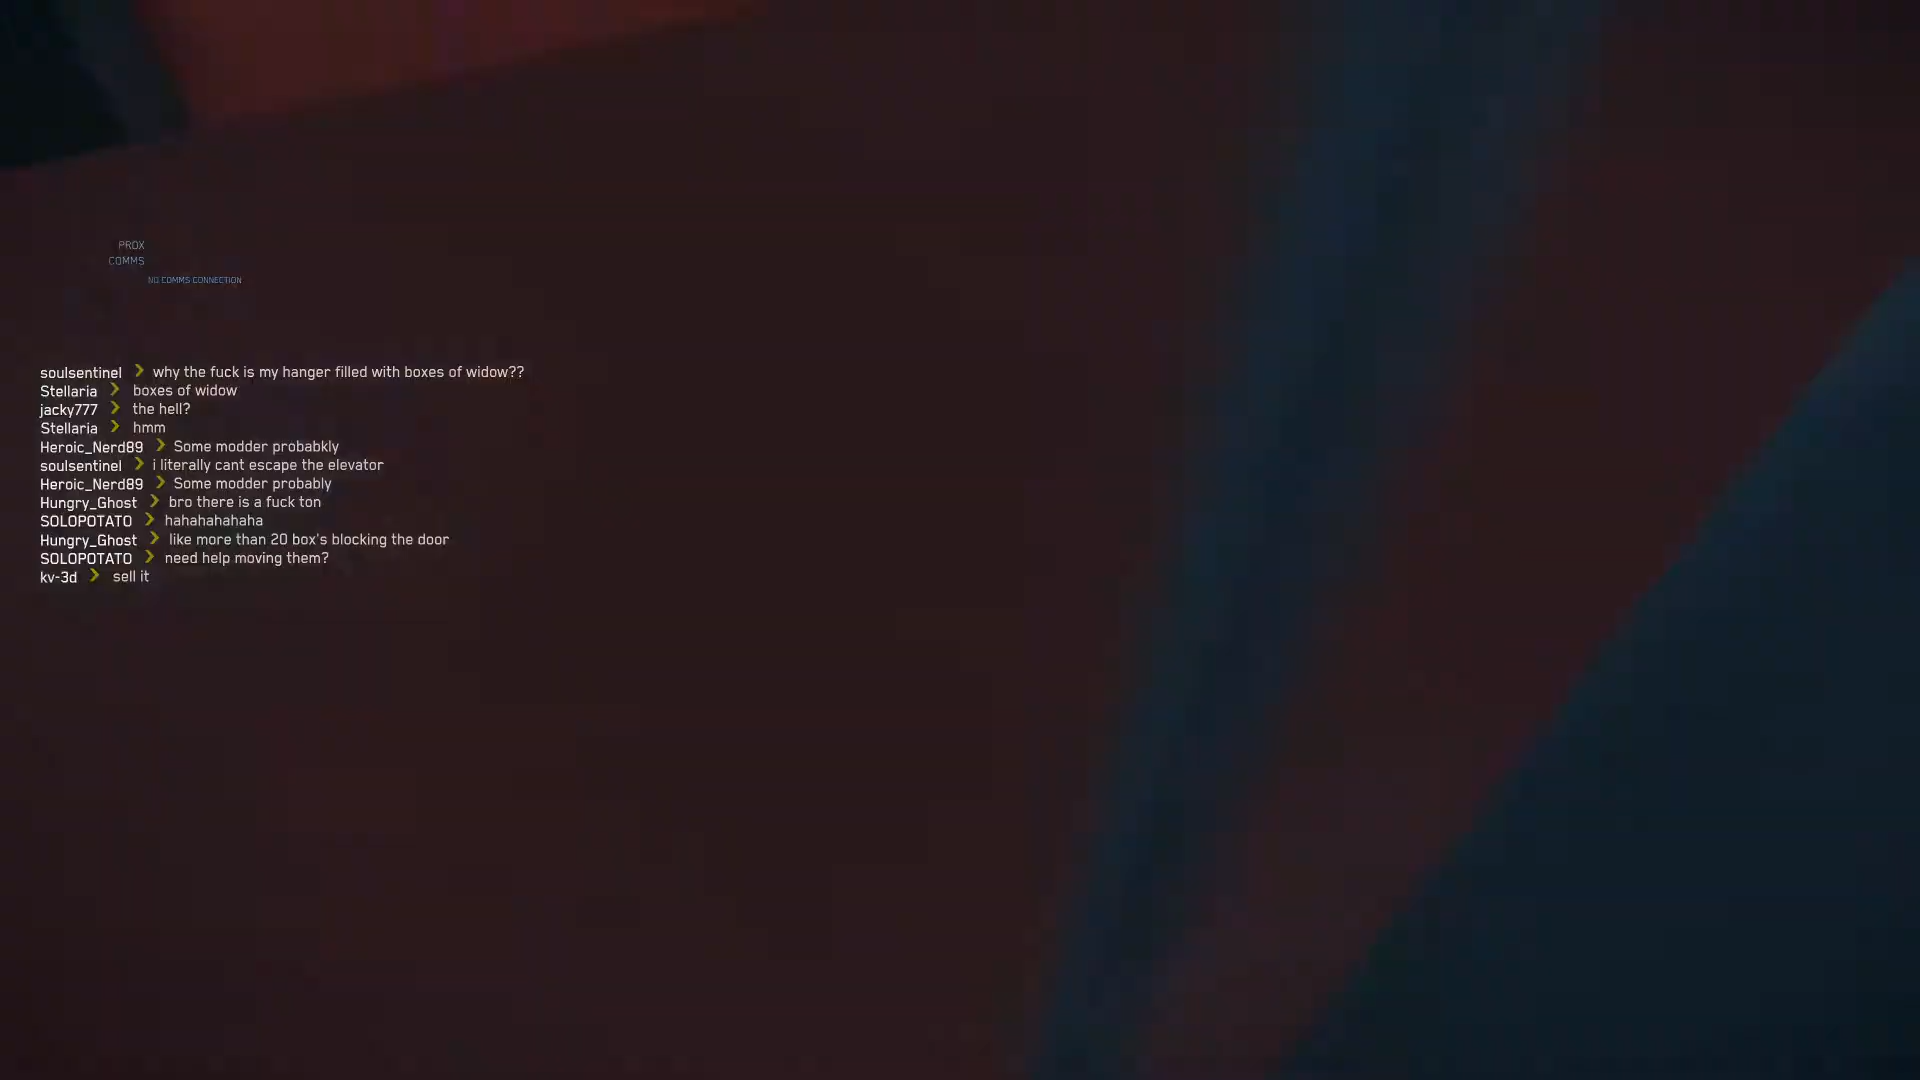 PROX
COMMS
NO COMMS CONNECTION
soulsentinel > why the fuck is my hanger filled with boxes of widow??
Stellaria > boxes of widow
jacky777 > the hell?
Stellaria > hmm
Heroic_Nerd89 > Some modder probabkly
soulsentinel > i literally cant escape the elevator
Heroic_Nerd89 > Some modder probably
Hungry_Ghost > bro there is a fuck ton
SOLOPOTATO > hahahahahaha
Hungry_Ghost > like more than 20 box's blocking the door
SOLOPOTATO > need help moving them?
kv-3d > sell it